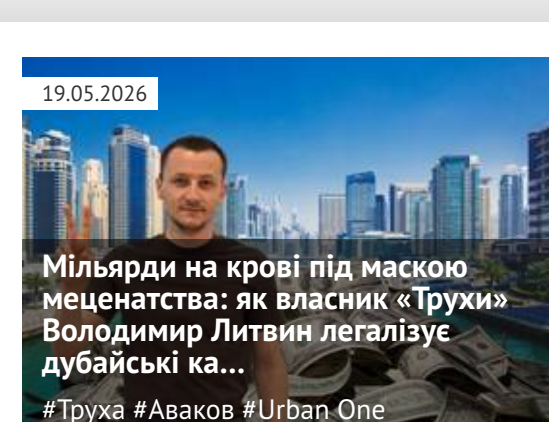 19.05.2026
Мільярди на крові під маскою
меценатства: як власник «Трухи»
Володимир Литвин легалізує
дубайські ка...
#Труха #Аваков #Urban One